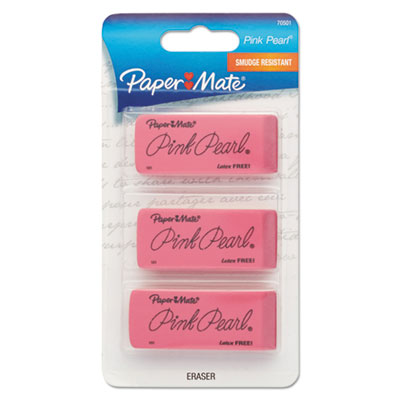 70501
Pink Pearl®
SMUDGE RESISTANT
Paper Mate®
Paper Mate®
Pink Pearl®
Latex FREE!
Paper Mate®
Pink Pearl®
Latex FREE!
Paper Mate®
Pink Pearl®
Latex FREE!
ERASER